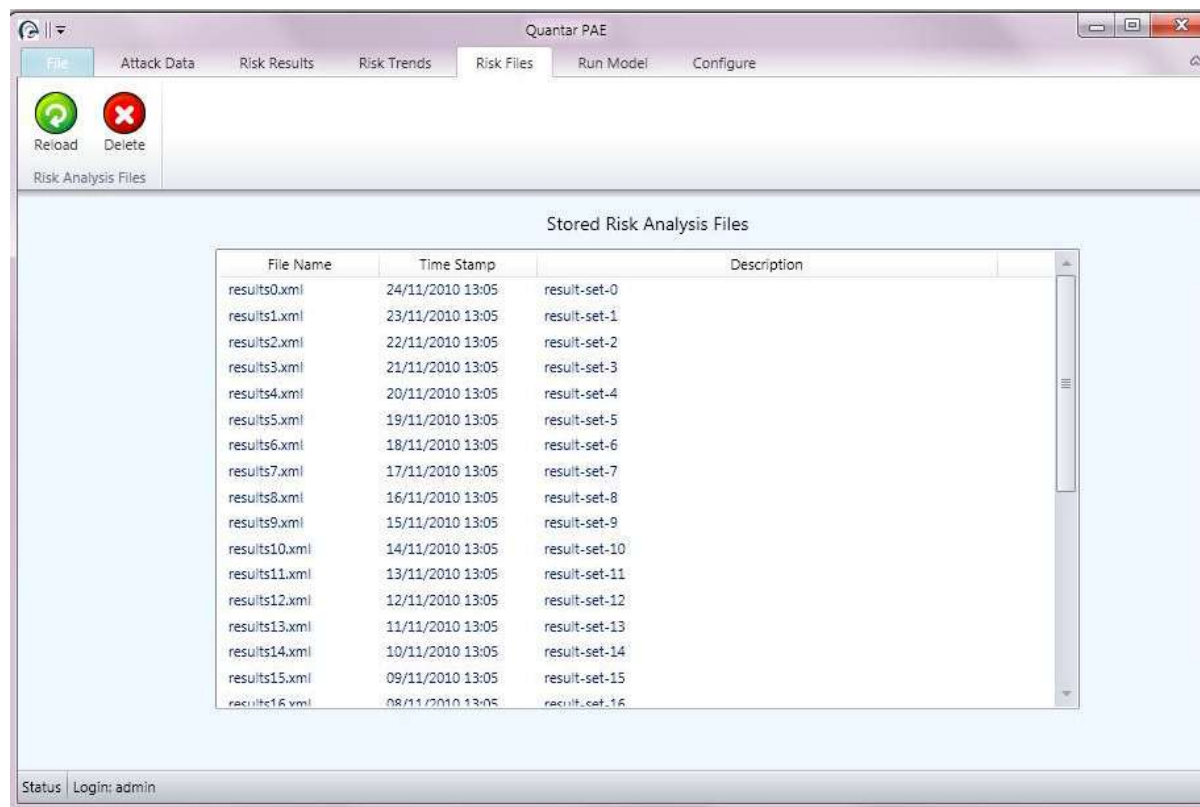 Quantar PAE
File Attack Data Risk Results Risk Trends Risk Files Run Model Configure
Reload Delete
Risk Analysis Files
Stored Risk Analysis Files
File Name Time Stamp Description
results0.xml 24/11/2010 13:05 result-set-0
results1.xml 23/11/2010 13:05 result-set-1
results2.xml 22/11/2010 13:05 result-set-2
results3.xml 21/11/2010 13:05 result-set-3
results4.xml 20/11/2010 13:05 result-set-4
results5.xml 19/11/2010 13:05 result-set-5
results6.xml 18/11/2010 13:05 result-set-6
results7.xml 17/11/2010 13:05 result-set-7
results8.xml 16/11/2010 13:05 result-set-8
results9.xml 15/11/2010 13:05 result-set-9
results10.xml 14/11/2010 13:05 result-set-10
results11.xml 13/11/2010 13:05 result-set-11
results12.xml 12/11/2010 13:05 result-set-12
results13.xml 11/11/2010 13:05 result-set-13
results14.xml 10/11/2010 13:05 result-set-14
results15.xml 09/11/2010 13:05 result-set-15
results16.xml 08/11/2010 13:05 result-set-16
Status Login: admin